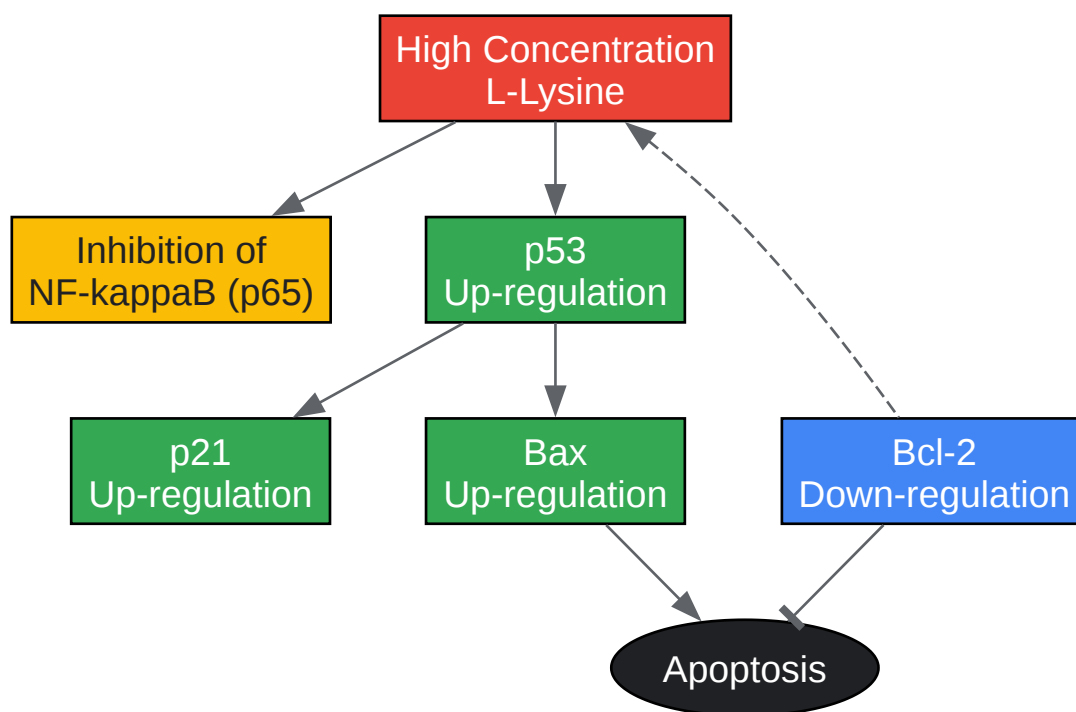 High Concentration
L-Lysine
Inhibition of
NF-kappaB (p65)
p53
Up-regulation
p21
Up-regulation
Bax
Up-regulation
Bcl-2
Down-regulation
Apoptosis